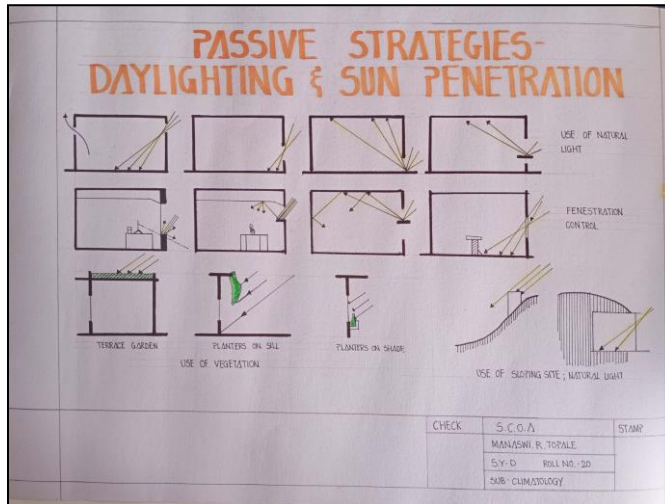 PASSIVE STRATEGIES-
DAYLIGHTING & SUN PENETRATION
USE OF NATURAL
LIGHT
FENESTRATION
CONTROL
TERRACE GARDEN
PLANTERS ON SILL
PLANTERS ON SHADE
USE OF VEGETATION
USE OF SLOPING SITE ; NATURAL LIGHT
CHECK
S.C.O.A
STAMP
MANASWI. R. TOPALE
S.Y-D ROLL NO.-20
SUB-CLIMATOLOGY